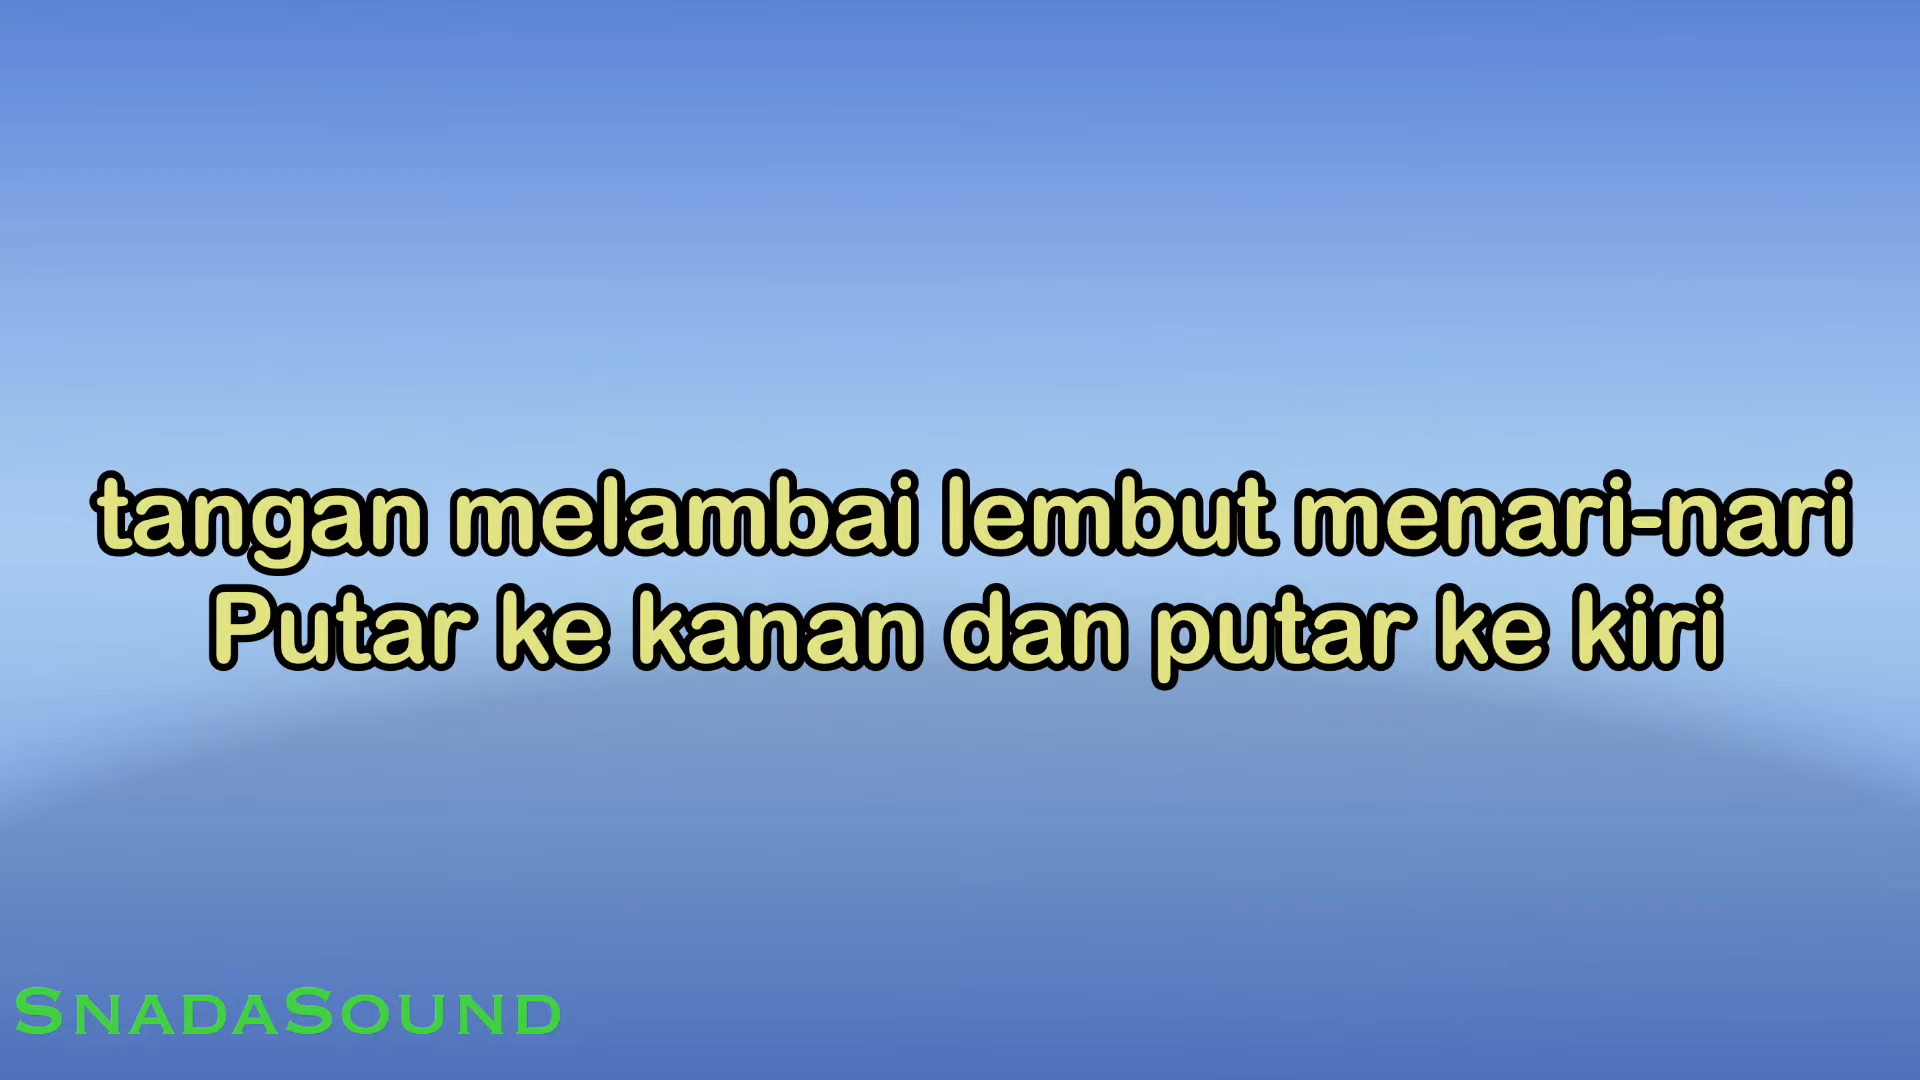 tangan melambai lembut menari-nari
Putar ke kanan dan putar ke kiri
SnadaSound